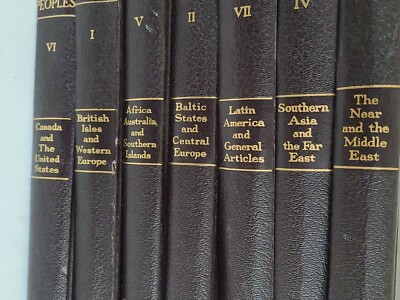 PEOPLES
VI
Canada
and The
United
States
I
British
Isles and
Western
Europe
V
Africa
Australia
and
Southern
Islands
II
Baltic
States
and
Central
Europe
VII
Latin
America
and
General
Articles
IV
Southern
Asia
and the
Far
East
The
Near
and the
Middle
East